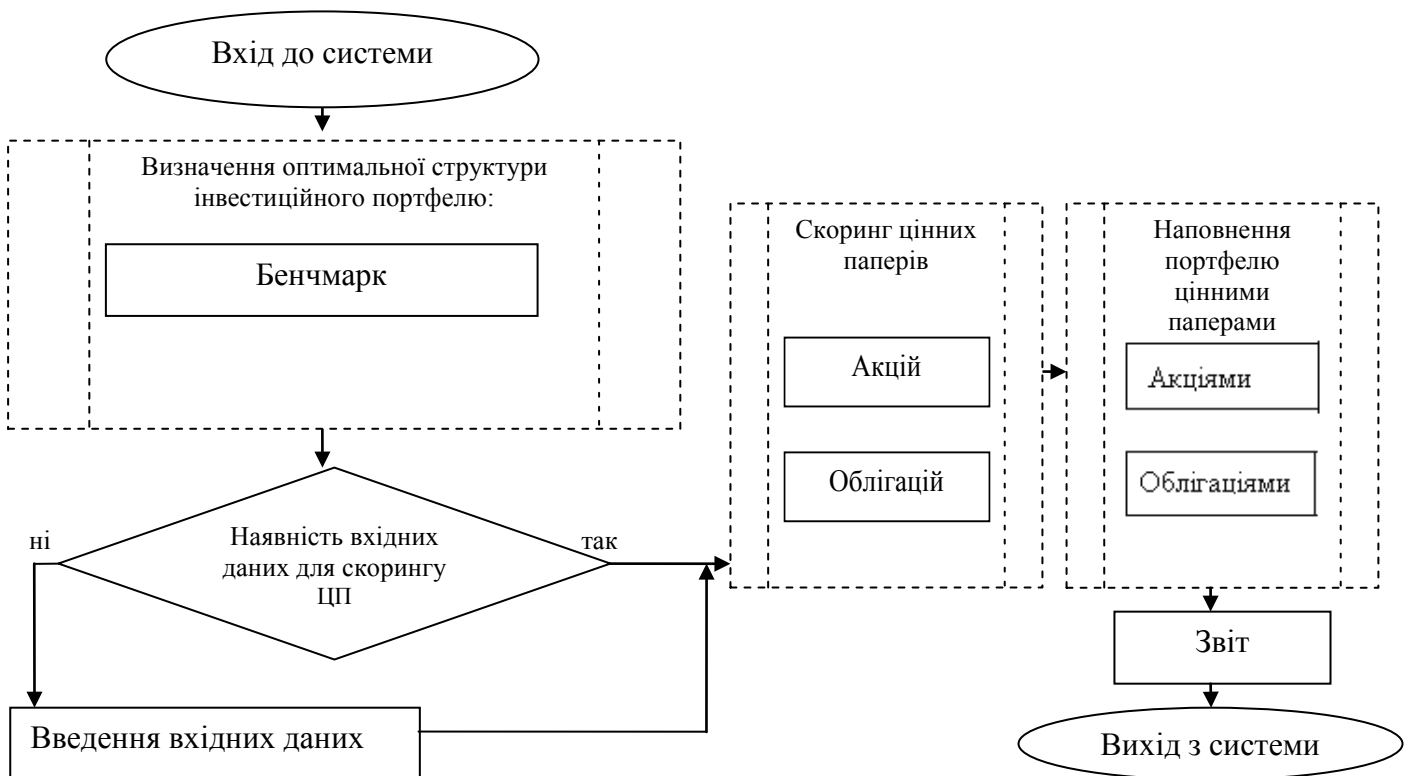 Вхід до системи
Визначення оптимальної структури
інвестиційного портфелю:
Бенчмарк
Наявність вхідних
даних для скорингу
ЦП
ні
так
Введення вхідних даних
Скоринг цінних
паперів
Акцій
Облігацій
Наповнення
портфелю
цінними
паперами
Акціями
Облігаціями
Звіт
Вихід з системи